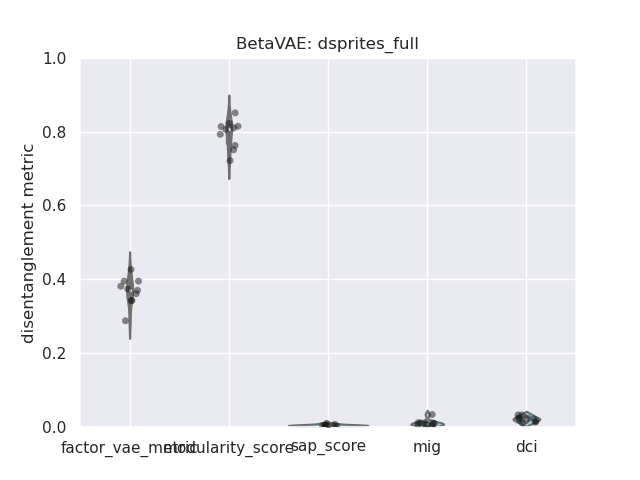 BetaVAE: dsprites_full
disentanglement metric
1.0
0.8
0.6
0.4
0.2
0.0
factor_vae_metric modularity_score sap_score mig dci